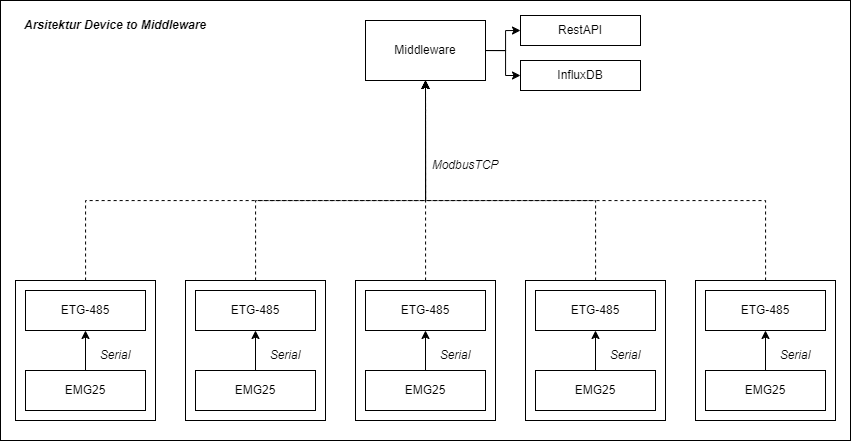 Arsitektur Device to Middleware
Middleware
RestAPI
InfluxDB
ModbusTCP
ETG-485
ETG-485
ETG-485
ETG-485
ETG-485
Serial
Serial
Serial
Serial
Serial
EMG25
EMG25
EMG25
EMG25
EMG25